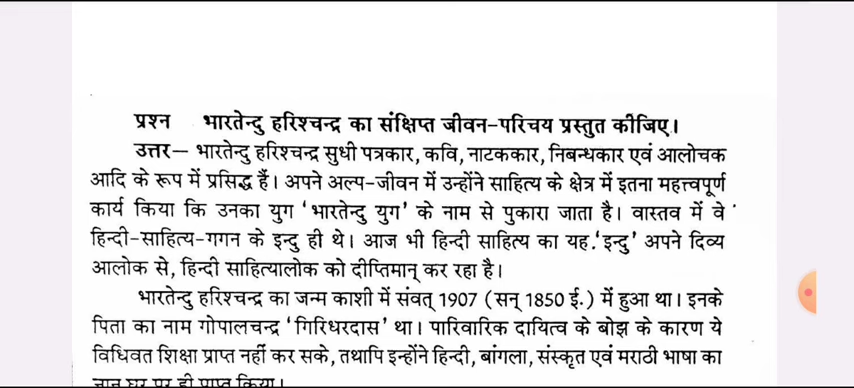 प्रश्न भारतेन्दु हरिश्चन्द्र का संक्षिप्त जीवन-परिचय प्रस्तुत कीजिए।
उत्तर— भारतेन्दु हरिश्चन्द्र सुधी पत्रकार, कवि, नाटककार, निबन्धकार एवं आलोचक
आदि के रूप में प्रसिद्ध हैं। अपने अल्प-जीवन में उन्होंने साहित्य के क्षेत्र में इतना महत्त्वपूर्ण
कार्य किया कि उनका युग 'भारतेन्दु युग' के नाम से पुकारा जाता है। वास्तव में वे
हिन्दी-साहित्य-गगन के इन्दु ही थे। आज भी हिन्दी साहित्य का यह 'इन्दु' अपने दिव्य
आलोक से, हिन्दी साहित्यालोक को दीप्तिमान् कर रहा है।
भारतेन्दु हरिश्चन्द्र का जन्म काशी में संवत् 1907 (सन् 1850 ई.) में हुआ था। इनके
पिता का नाम गोपालचन्द्र 'गिरिधरदास' था। पारिवारिक दायित्व के बोझ के कारण ये
विधिवत शिक्षा प्राप्त नहीं कर सके, तथापि इन्होंने हिन्दी, बांगला, संस्कृत एवं मराठी भाषा का
ज्ञान घर पर ही प्राप्त किया।